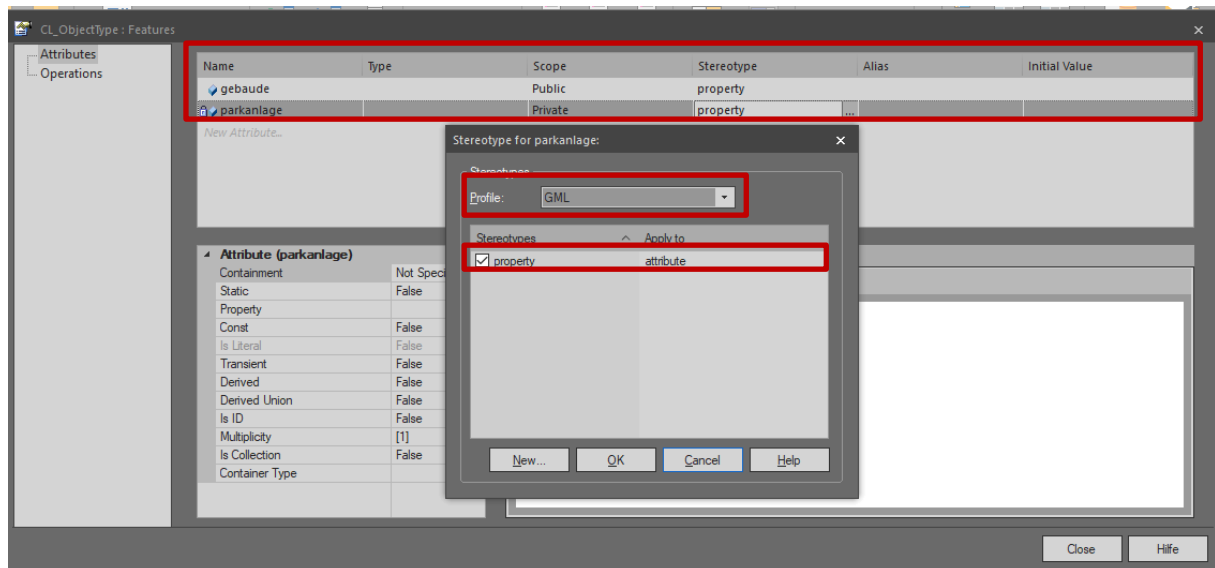 CL_ObjectType : Features
Attributes
Operations
Name Type Scope Stereotype Alias Initial Value
gebaude Public property
parkanlage Private property ...
New Attribute...
Stereotype for parkanlage:
Stereotypes
Profile: GML
Stereotypes Apply to
property attribute
Attribute (parkanlage)
Containment Not Speci
Static False
Property
Const False
Is Literal False
Transient False
Derived False
Derived Union False
Is ID False
Multiplicity [1]
Is Collection False
Container Type
New... OK Cancel Help
Close Hilfe